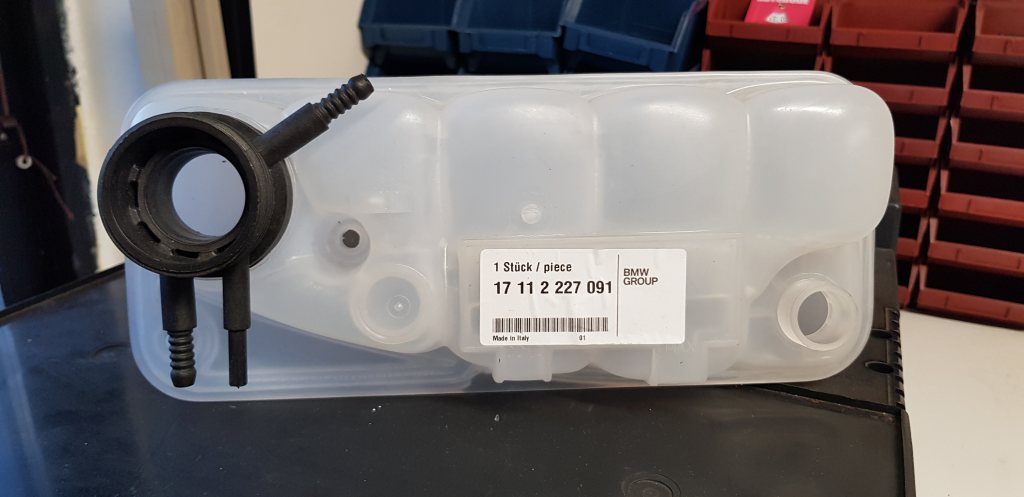 1 Stück / piece
17 11 2 227 091
BMW
GROUP
Made in Italy 01